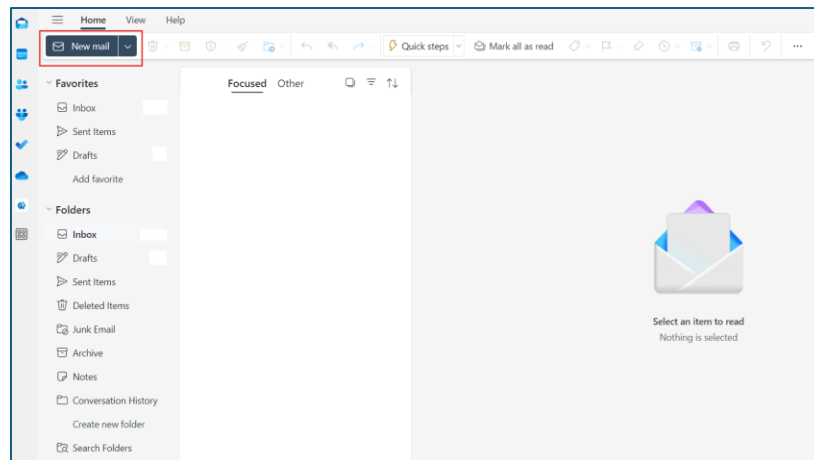 Home View Help
New mail Quick steps Mark all as read ...
Favorites
Inbox
Sent Items
Drafts
Add favorite
Folders
Inbox
Drafts
Sent Items
Deleted Items
Junk Email
Archive
Notes
Conversation History
Create new folder
Search Folders
Focused Other
Select an item to read
Nothing is selected